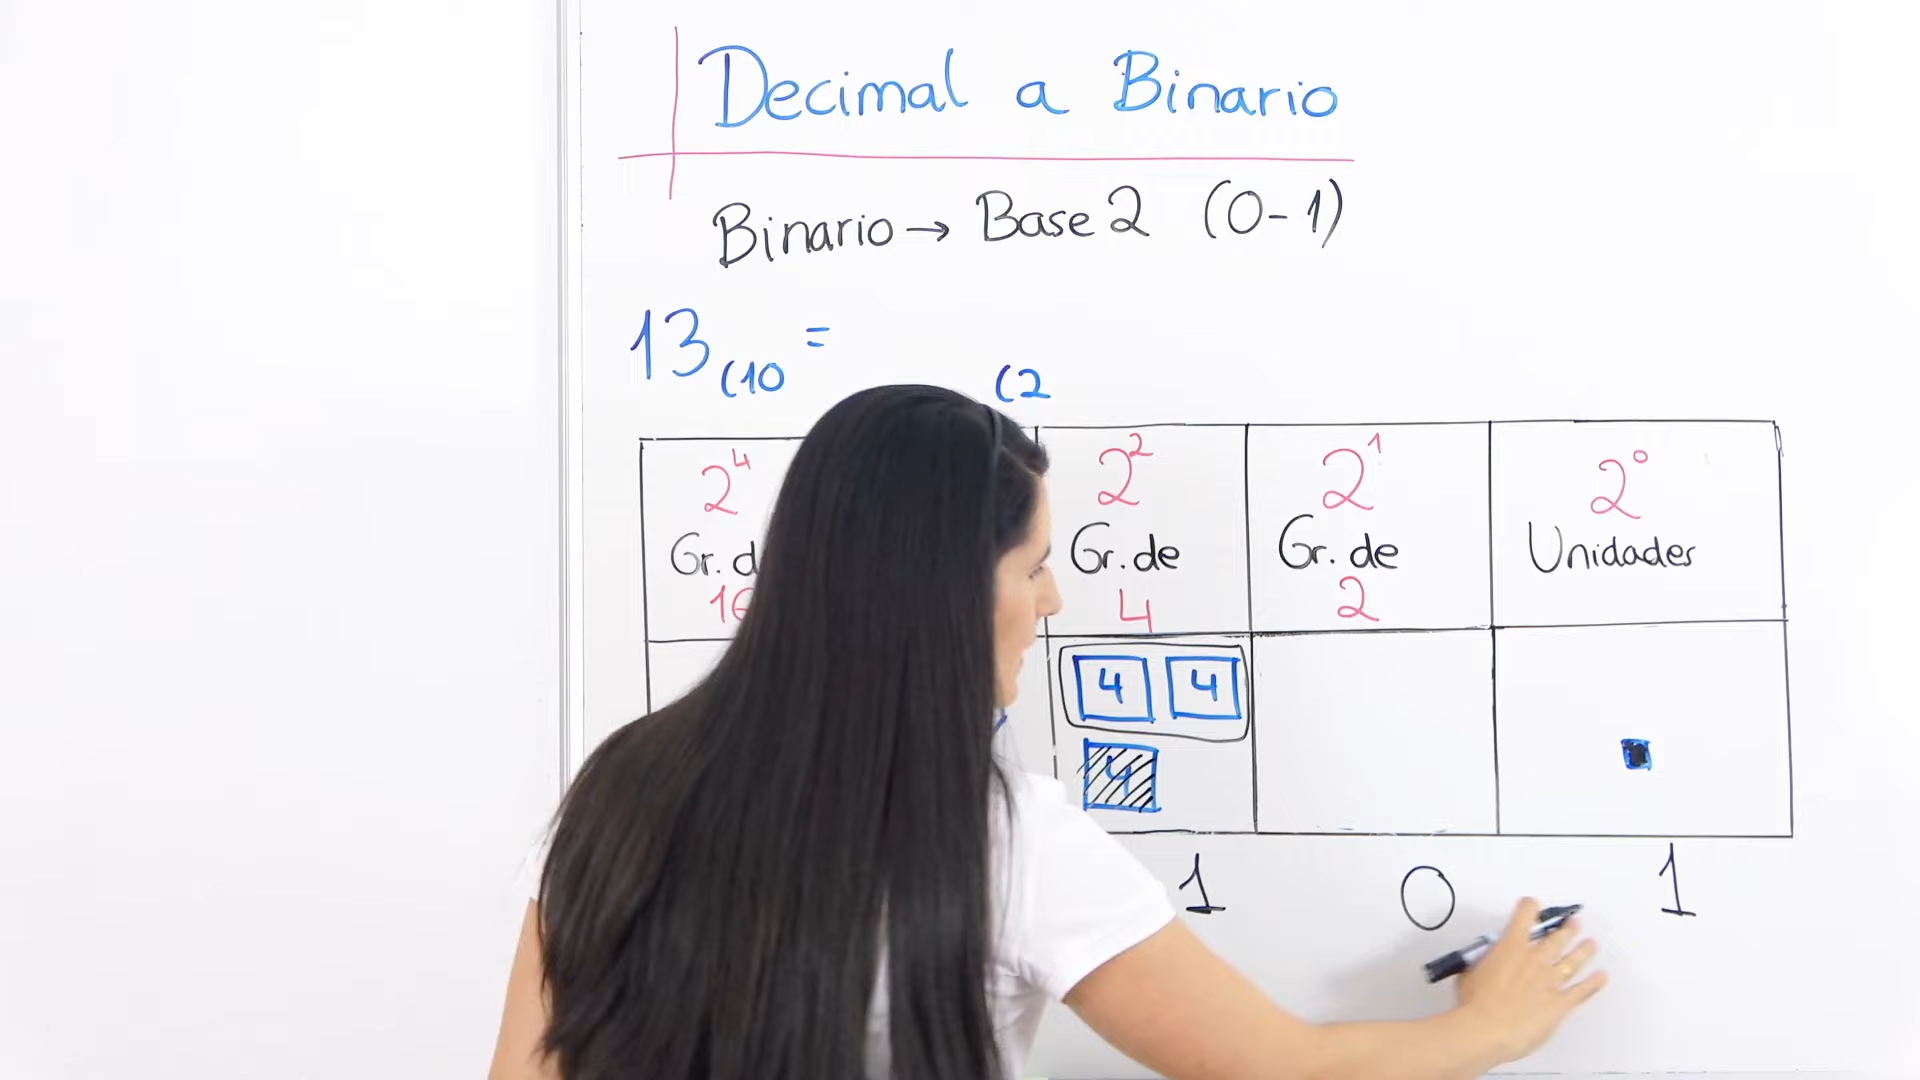 Decimal a Binario
Binario → Base 2 (0-1)
13(10 =
(2
2⁴ 2² 2¹ 2⁰
Gr. Gr. de Gr. de Unidades
4 2
4 4
4
1 0 1